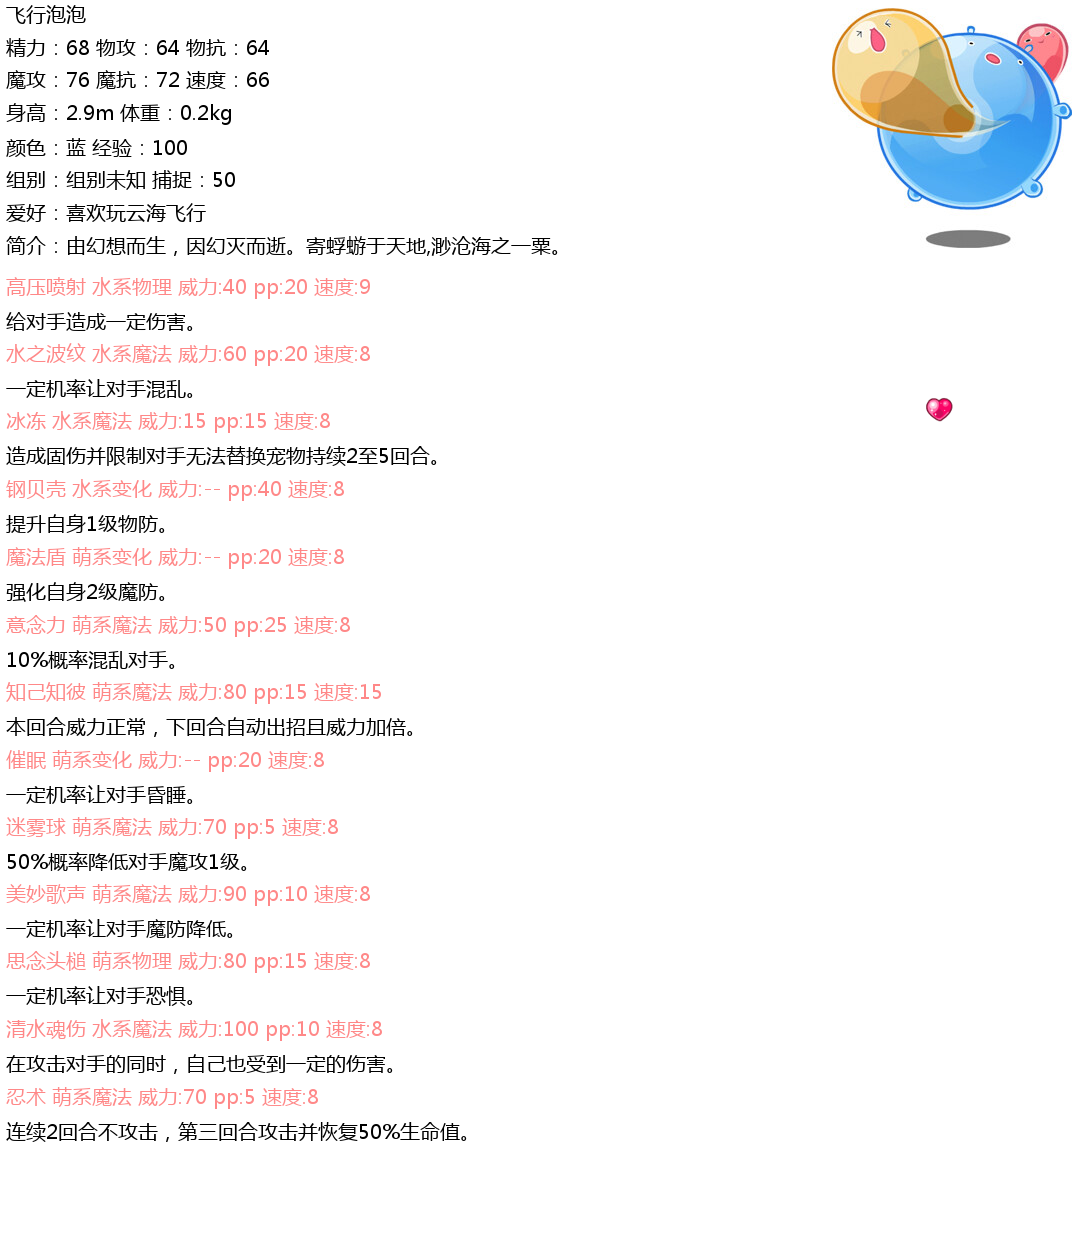 飞行泡泡
精力：68 物攻：64 物抗：64
魔攻：76 魔抗：72 速度：66
身高：2.9m 体重：0.2kg
颜色：蓝 经验：100
组别：组别未知 捕捉：50
爱好：喜欢玩云海飞行
简介：由幻想而生，因幻灭而逝。寄蜉蝣于天地,渺沧海之一粟。
高压喷射 水系物理 威力:40 pp:20 速度:9
给对手造成一定伤害。
水之波纹 水系魔法 威力:60 pp:20 速度:8
一定机率让对手混乱。
冰冻 水系魔法 威力:15 pp:15 速度:8
造成固伤并限制对手无法替换宠物持续2至5回合。
钢贝壳 水系变化 威力:-- pp:40 速度:8
提升自身1级物防。
魔法盾 萌系变化 威力:-- pp:20 速度:8
强化自身2级魔防。
意念力 萌系魔法 威力:50 pp:25 速度:8
10%概率混乱对手。
知己知彼 萌系魔法 威力:80 pp:15 速度:15
本回合威力正常，下回合自动出招且威力加倍。
催眠 萌系变化 威力:-- pp:20 速度:8
一定机率让对手昏睡。
迷雾球 萌系魔法 威力:70 pp:5 速度:8
50%概率降低对手魔攻1级。
美妙歌声 萌系魔法 威力:90 pp:10 速度:8
一定机率让对手魔防降低。
思念头槌 萌系物理 威力:80 pp:15 速度:8
一定机率让对手恐惧。
清水魂伤 水系魔法 威力:100 pp:10 速度:8
在攻击对手的同时，自己也受到一定的伤害。
忍术 萌系魔法 威力:70 pp:5 速度:8
连续2回合不攻击，第三回合攻击并恢复50%生命值。